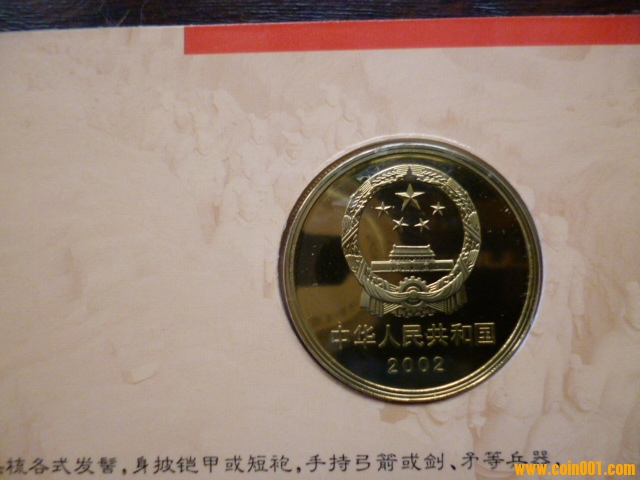 中华人民共和国
2002
梳各式发髻,身披铠甲或短袍,手持弓箭或剑、矛等兵器。
www.coin001.com